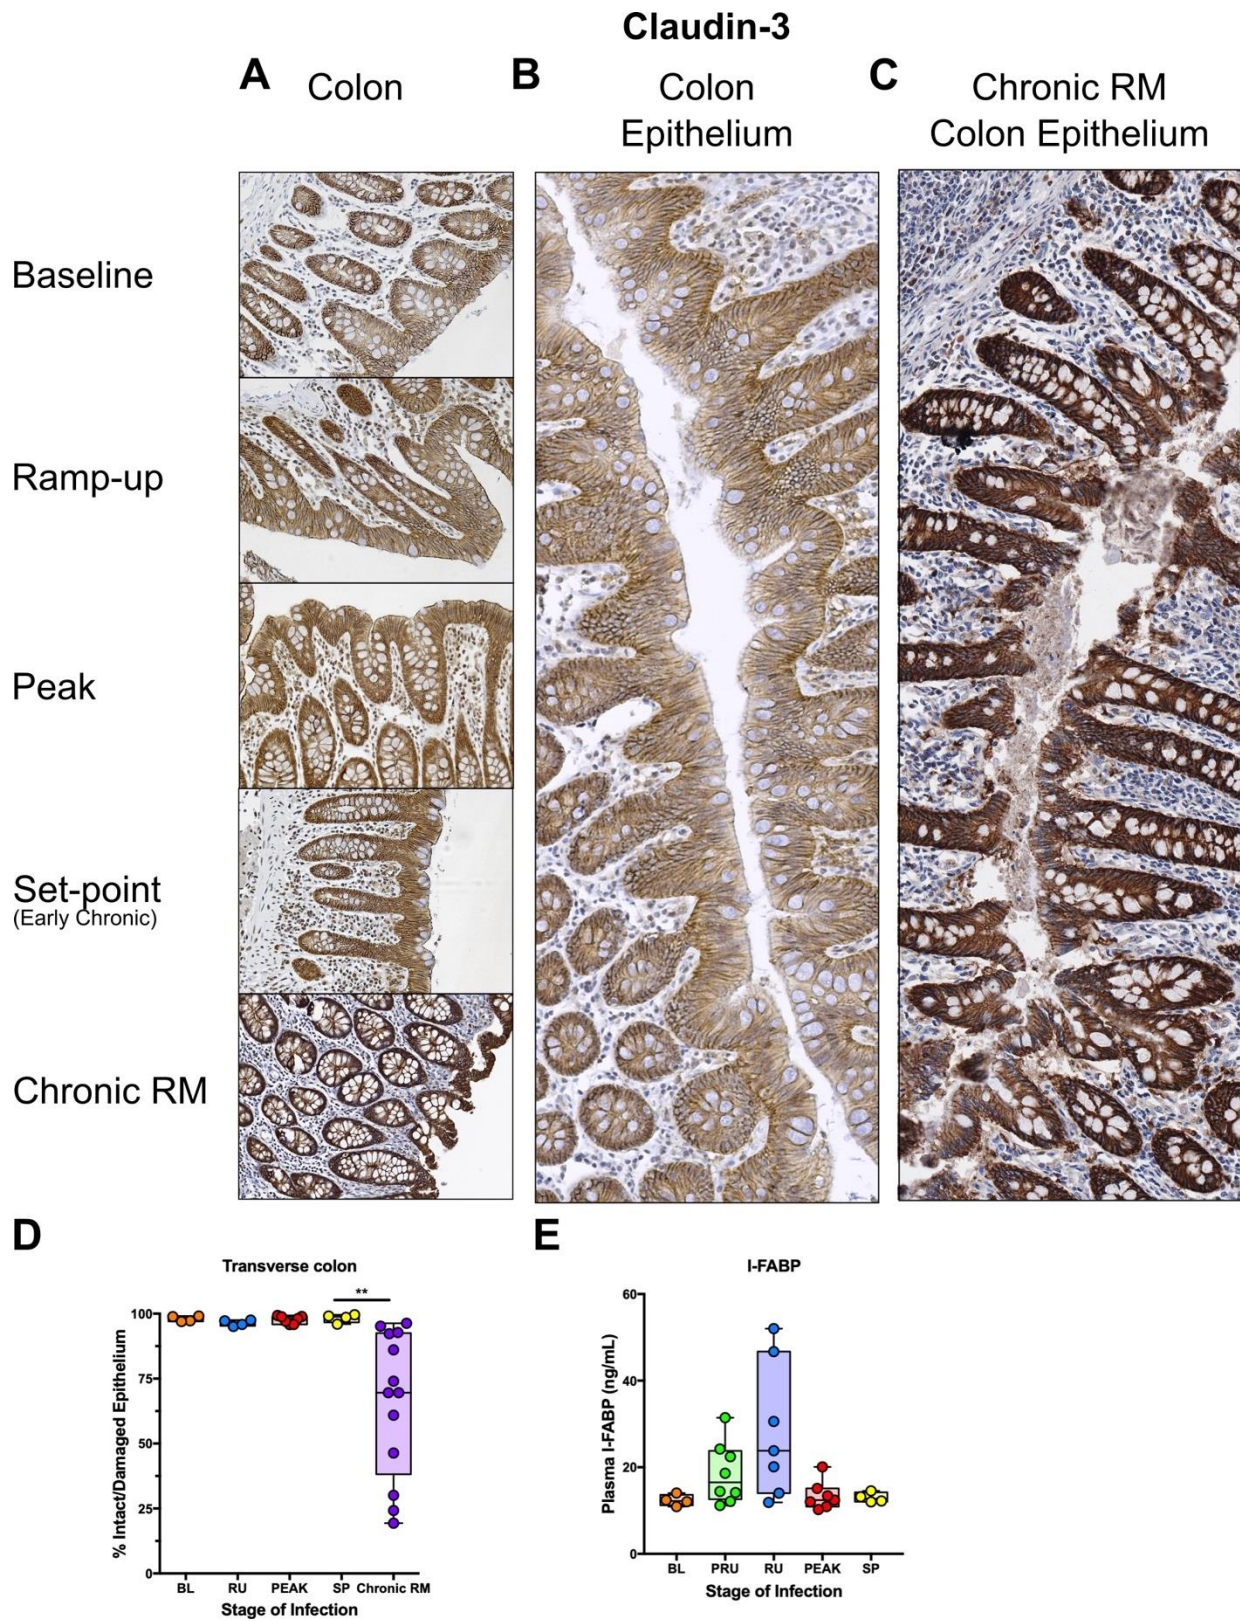 Claudin-3
A
Colon
B
Colon
Epithelium
C
Chronic RM
Colon Epithelium
Baseline
Ramp-up
Peak
Set-point
(Early Chronic)
Chronic RM
D
Transverse colon
**
% Intact/Damaged Epithelium
100
75
50
25
0
BL RU PEAK SP Chronic RM
Stage of Infection
E
I-FABP
Plasma I-FABP (ng/mL)
60
40
20
0
BL PRU RU PEAK SP
Stage of Infection